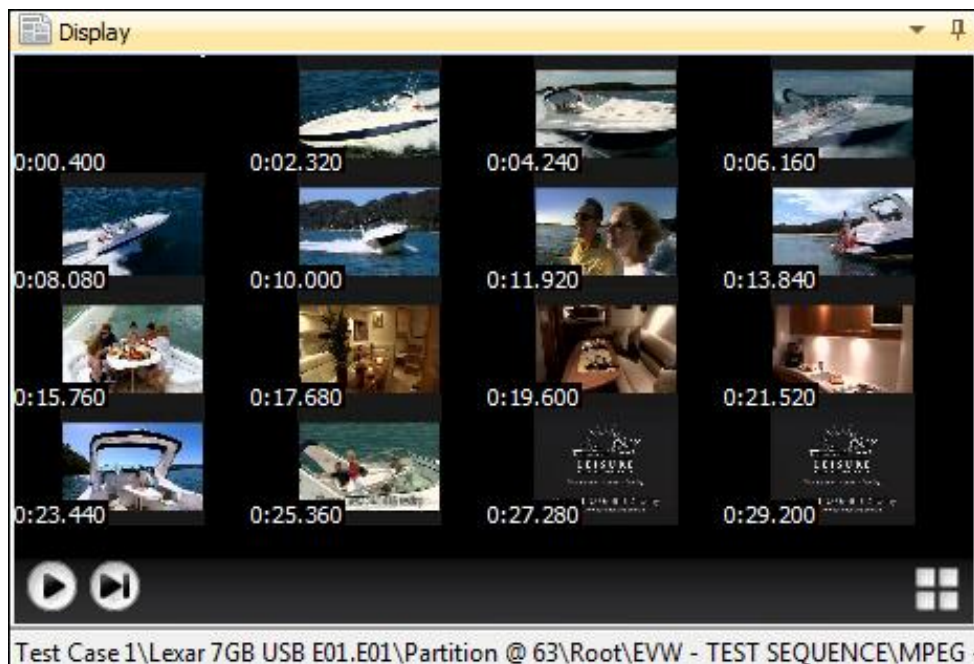 Display
0:00.400 0:02.320 0:04.240 0:06.160
0:08.080 0:10.000 0:11.920 0:13.840
0:15.760 0:17.680 0:19.600 0:21.520
LEISURE LEISURE
0:23.440 0:25.360 0:27.280 0:29.200
Test Case 1\Lexar 7GB USB E01.E01\Partition @ 63\Root\EVW - TEST SEQUENCE\MPEG